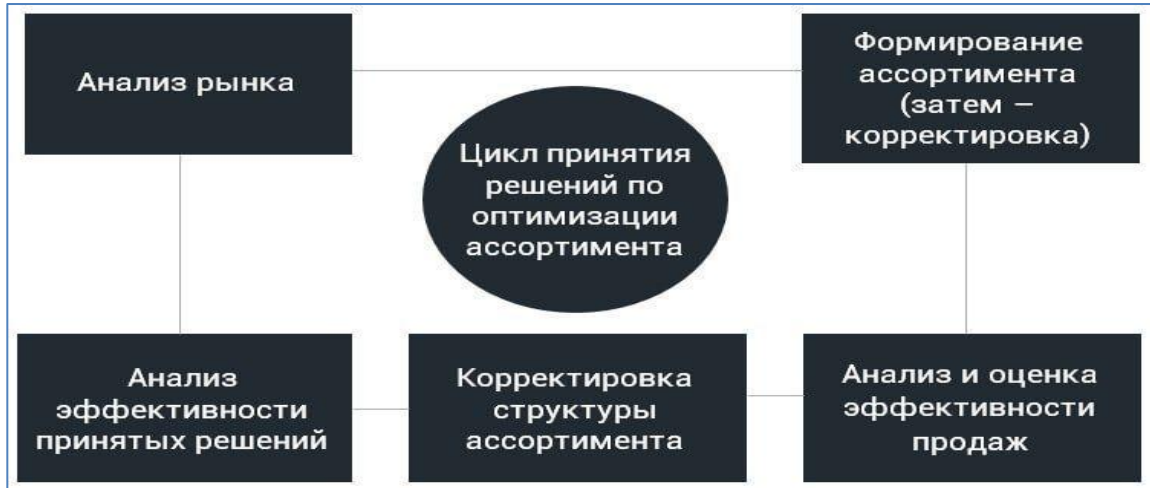 Анализ рынка
Формирование
ассортимента
(затем –
корректировка)
Цикл принятия
решений по
оптимизации
ассортимента
Анализ
эффективности
принятых решений
Корректировка
структуры
ассортимента
Анализ и оценка
эффективности
продаж